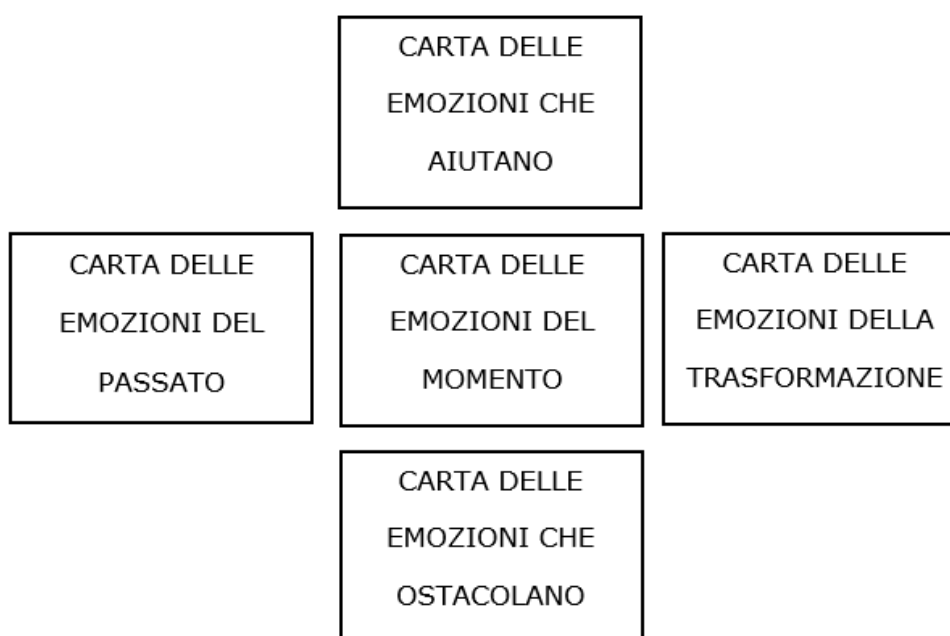 CARTA DELLE
EMOZIONI CHE
AIUTANO
CARTA DELLE
EMOZIONI DEL
PASSATO
CARTA DELLE
EMOZIONI DEL
MOMENTO
CARTA DELLE
EMOZIONI DELLA
TRASFORMAZIONE
CARTA DELLE
EMOZIONI CHE
OSTACOLANO